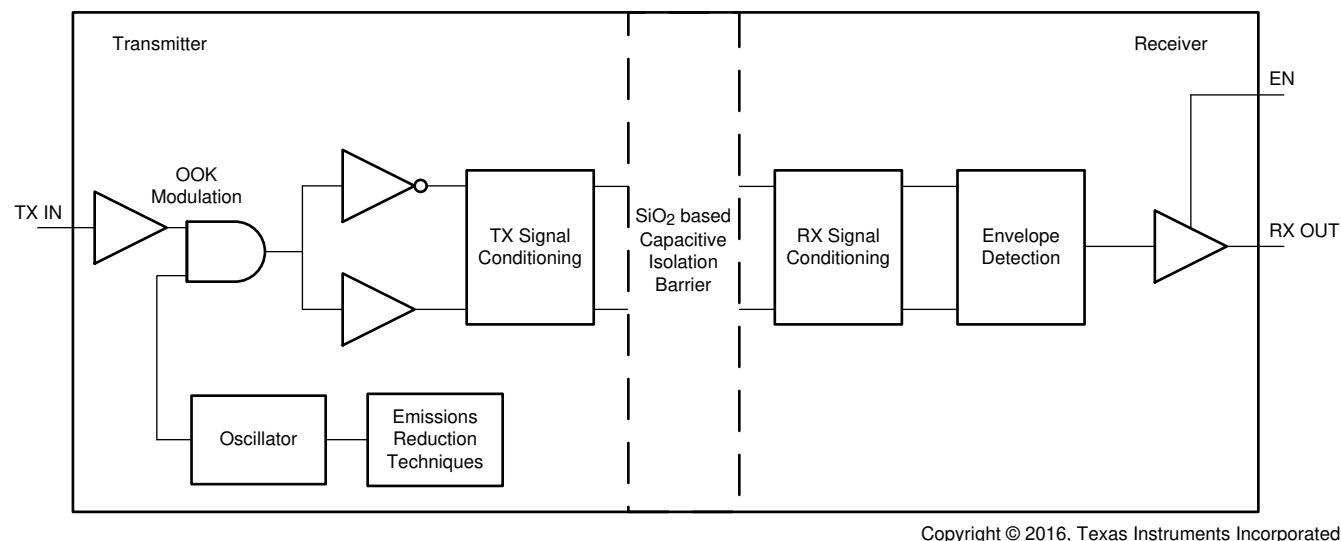 Transmitter
Receiver
EN
OOK
Modulation
TX IN
TX Signal
Conditioning
SiO2 based
Capacitive
Isolation
Barrier
RX Signal
Conditioning
Envelope
Detection
RX OUT
Oscillator
Emissions
Reduction
Techniques
Copyright © 2016, Texas Instruments Incorporated